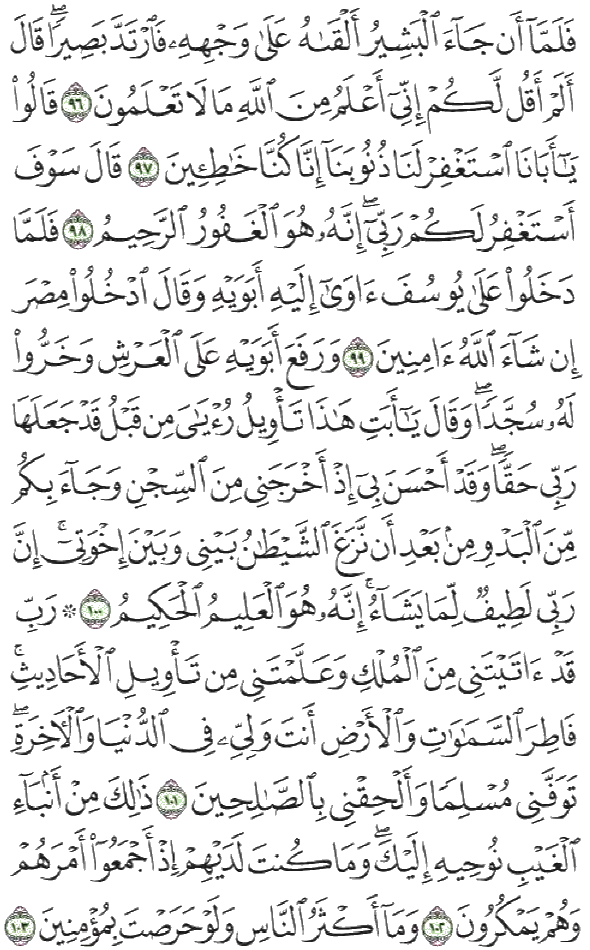 فَلَمَّآ أَن جَآءَ ٱلْبَشِيرُ أَلْقَىٰهُ عَلَىٰ وَجْهِهِۦ فَٱرْتَدَّ بَصِيرًا ۖ قَالَ
أَلَمْ أَقُل لَّكُمْ إِنِّىٓ أَعْلَمُ مِنَ ٱللَّهِ مَا لَا تَعْلَمُونَ ٩٦ قَالُوا۟
يَـٰٓأَبَانَا ٱسْتَغْفِرْ لَنَا ذُنُوبَنَآ إِنَّا كُنَّا خَـٰطِـِٔينَ ٩٧ قَالَ سَوْفَ
أَسْتَغْفِرُ لَكُمْ رَبِّىٓ ۖ إِنَّهُۥ هُوَ ٱلْغَفُورُ ٱلرَّحِيمُ ٩٨ فَلَمَّا
دَخَلُوا۟ عَلَىٰ يُوسُفَ ءَاوَىٰٓ إِلَيْهِ أَبَوَيْهِ وَقَالَ ٱدْخُلُوا۟ مِصْرَ
إِن شَآءَ ٱللَّهُ ءَامِنِينَ ٩٩ وَرَفَعَ أَبَوَيْهِ عَلَى ٱلْعَرْشِ وَخَرُّوا۟
لَهُۥ سُجَّدًا ۖ وَقَالَ يَـٰٓأَبَتِ هَـٰذَا تَأْوِيلُ رُءْيَـٰىَ مِن قَبْلُ قَدْ جَعَلَهَا
رَبِّى حَقًّا ۖ وَقَدْ أَحْسَنَ بِىٓ إِذْ أَخْرَجَنِى مِنَ ٱلسِّجْنِ وَجَآءَ بِكُم
مِّنَ ٱلْبَدْوِ مِنۢ بَعْدِ أَن نَّزَغَ ٱلشَّيْطَـٰنُ بَيْنِى وَبَيْنَ إِخْوَتِىٓ ۚ إِنَّ
رَبِّى لَطِيفٌ لِّمَا يَشَآءُ ۚ إِنَّهُۥ هُوَ ٱلْعَلِيمُ ٱلْحَكِيمُ ١٠٠ ۞ رَبِّ
قَدْ ءَاتَيْتَنِى مِنَ ٱلْمُلْكِ وَعَلَّمْتَنِى مِن تَأْوِيلِ ٱلْأَحَادِيثِ ۚ
فَاطِرَ ٱلسَّمَـٰوَٰتِ وَٱلْأَرْضِ أَنتَ وَلِىِّۦ فِى ٱلدُّنْيَا وَٱلْـَٔاخِرَةِ ۖ
تَوَفَّنِى مُسْلِمًا وَأَلْحِقْنِى بِٱلصَّـٰلِحِينَ ١٠١ ذَٰلِكَ مِنْ أَنۢبَآءِ
ٱلْغَيْبِ نُوحِيهِ إِلَيْكَ ۖ وَمَا كُنتَ لَدَيْهِمْ إِذْ أَجْمَعُوٓا۟ أَمْرَهُمْ
وَهُمْ يَمْكُرُونَ ١٠٢ وَمَآ أَكْثَرُ ٱلنَّاسِ وَلَوْ حَرَصْتَ بِمُؤْمِنِينَ ١٠٣